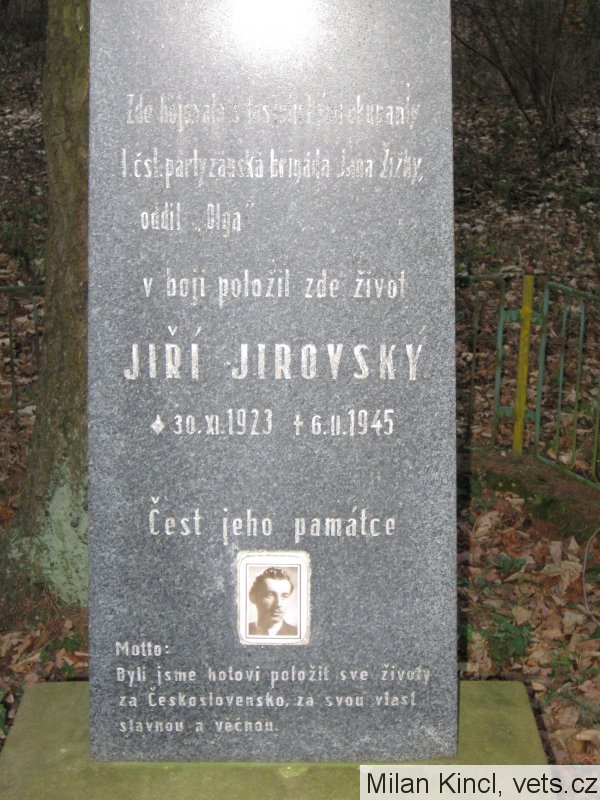 Zde bojovala s fašistickými okupanty
1. čsl. partyzánská brigáda Jana Žižky,
oddíl „Olga“
v boji položil zde život
JIŘÍ JIROVSKÝ
30.XI.1923 † 6.II.1945
Čest jeho památce
Motto:
Byli jsme hotovi položit své životy
za Československo, za svou vlast
slavnou a věčnou.
Milan Kincl, vets.cz